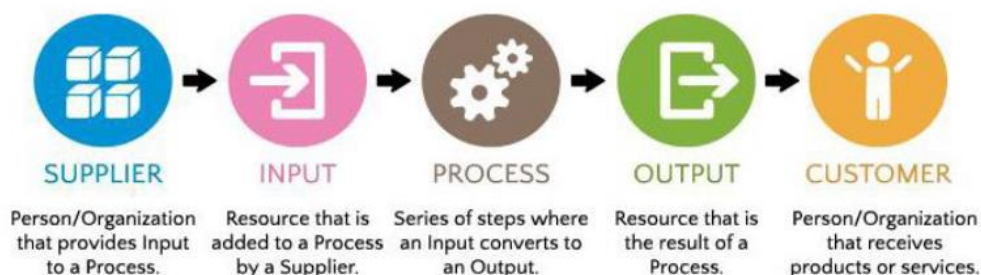 SUPPLIER
Person/Organization
that provides Input
to a Process.
INPUT
Resource that is
added to a Process
by a Supplier.
PROCESS
Series of steps where
an Input converts to
an Output.
OUTPUT
Resource that is
the result of a
Process.
CUSTOMER
Person/Organization
that receives
products or services.